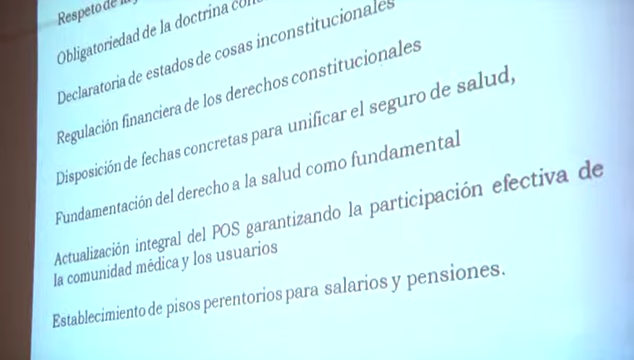 Respeto de
Obligatoriedad de la doctrina
Declaratoria de estados de cosas inconstitucionales
Regulación financiera de los derechos constitucionales
Disposición de fechas concretas para unificar el seguro de salud,
Fundamentación del derecho a la salud como fundamental
Actualización integral del POS garantizando la participación efectiva de
la comunidad médica y los usuarios
Establecimiento de pisos perentorios para salarios y pensiones.